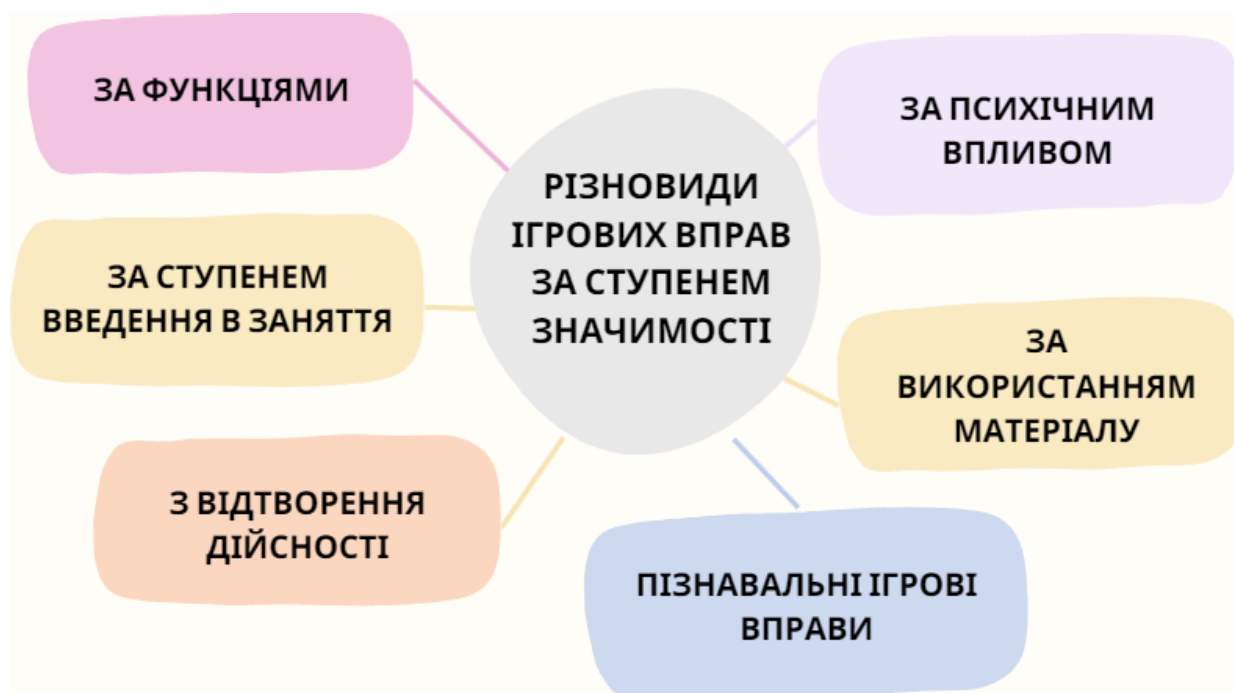 ЗА ФУНКЦІЯМИ
ЗА ПСИХІЧНИМ
ВПЛИВОМ
РІЗНОВИДИ
ІГРОВИХ ВПРАВ
ЗА СТУПЕНЕМ
ЗНАЧИМОСТІ
ЗА СТУПЕНЕМ
ВВЕДЕННЯ В ЗАНЯТТЯ
ЗА
ВИКОРИСТАННЯМ
МАТЕРІАЛУ
З ВІДТВОРЕННЯ
ДІЙСНОСТІ
ПІЗНАВАЛЬНІ ІГРОВІ
ВПРАВИ